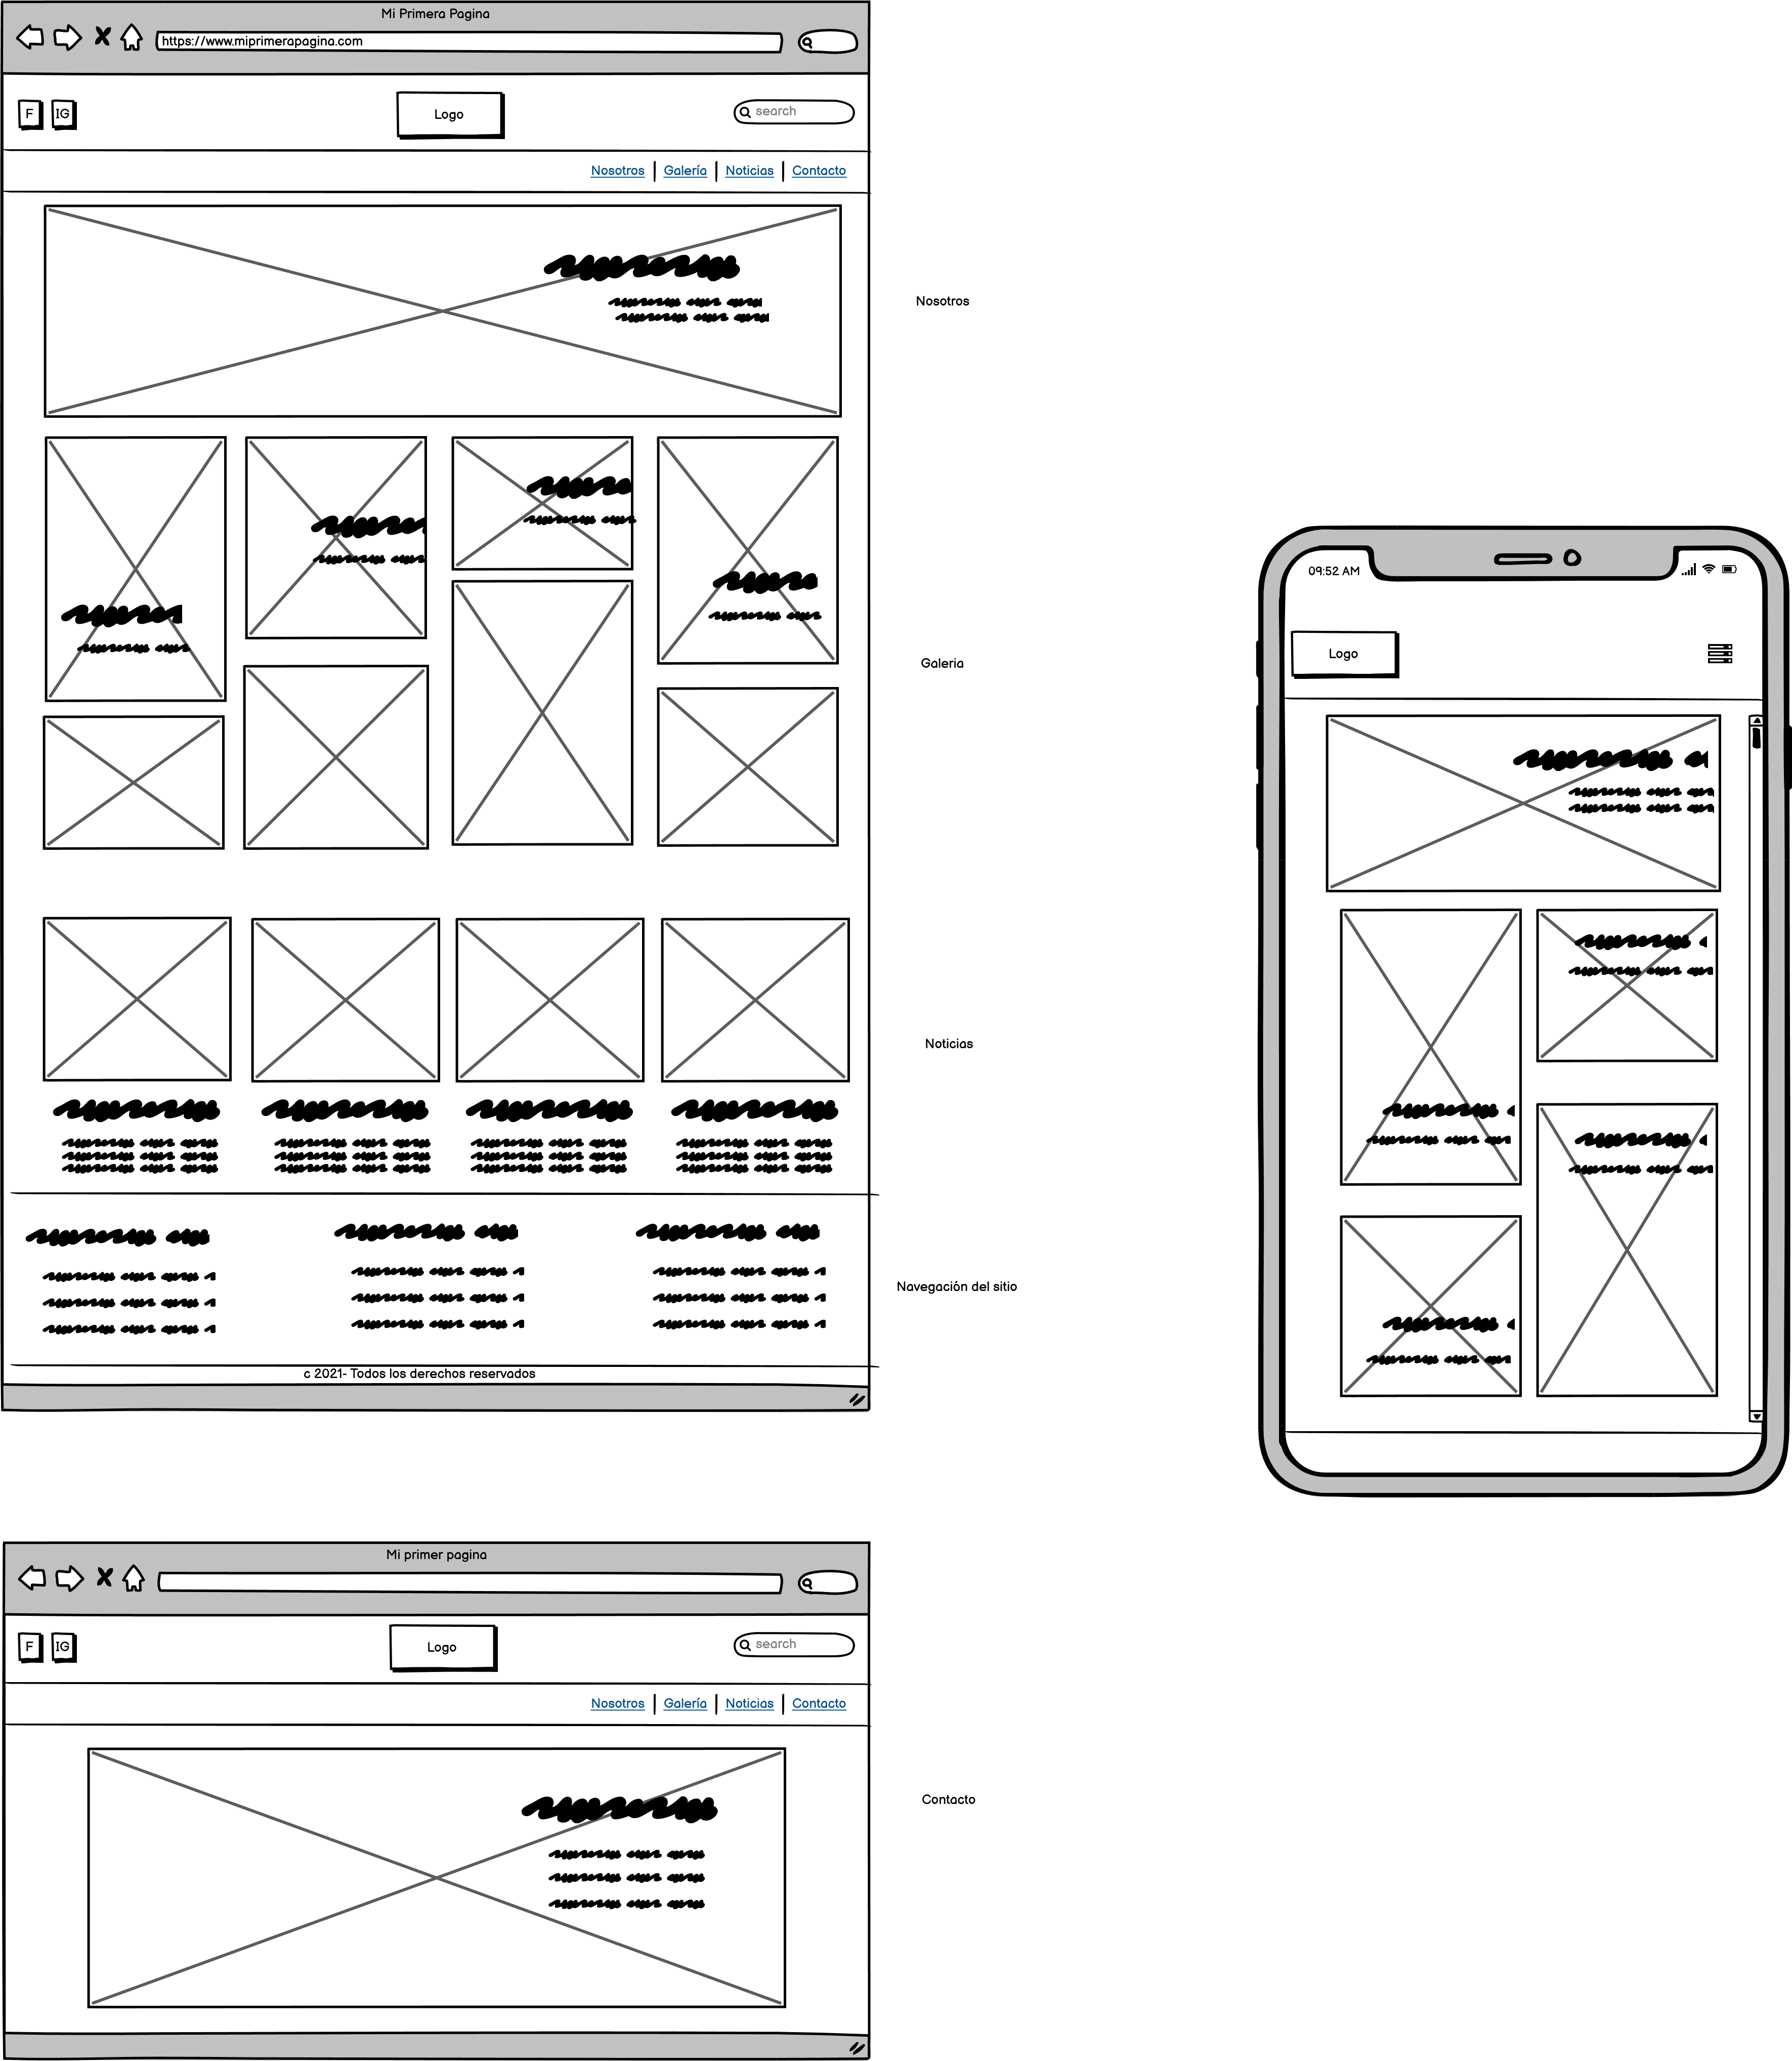 Mi Primera Pagina
https://www.miprimerapagina.com
F IG
Logo
search
Nosotros | Galería | Noticias | Contacto
Nosotros
Galeria
Noticias
Navegación del sitio
c 2021- Todos los derechos reservados
09:52 AM
Logo
Mi primer pagina
F IG
Logo
search
Nosotros | Galería | Noticias | Contacto
Contacto